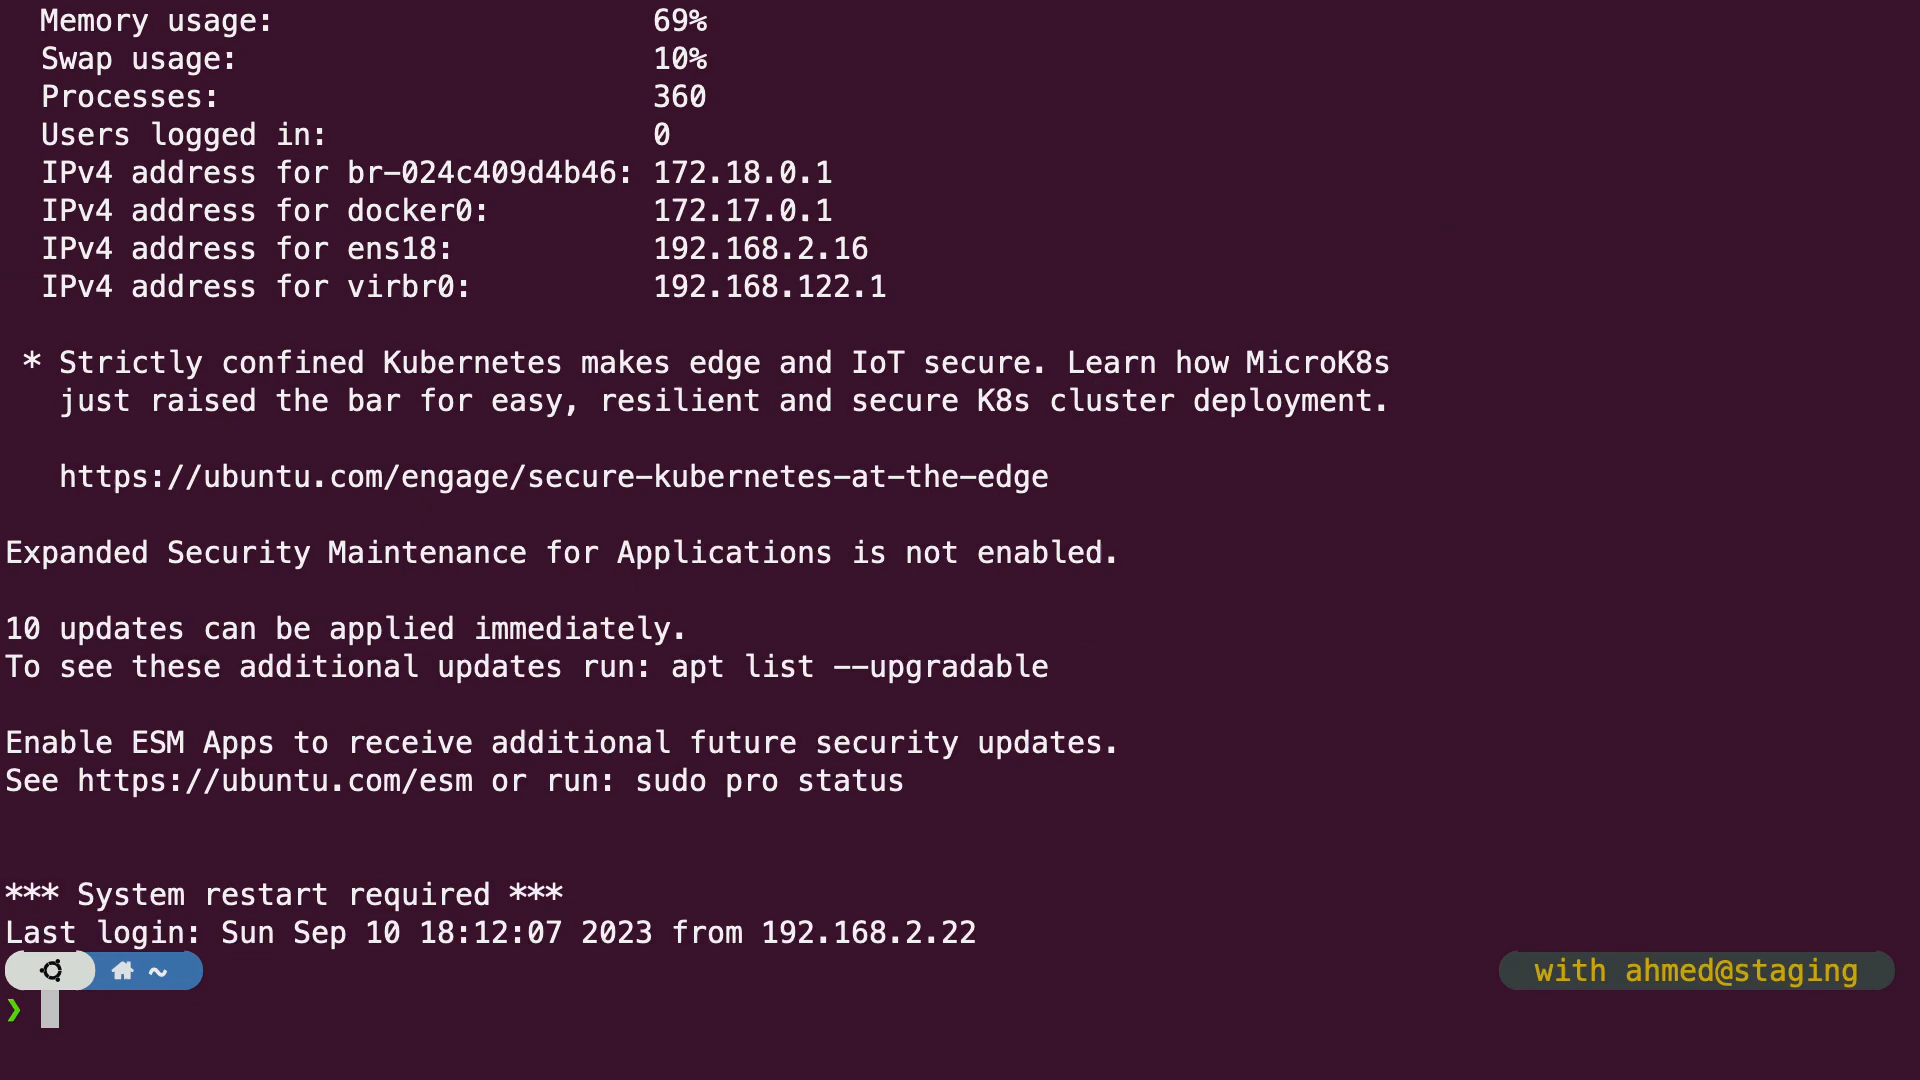 Memory usage: 69%
Swap usage: 10%
Processes: 360
Users logged in: 0
IPv4 address for br-024c409d4b46: 172.18.0.1
IPv4 address for docker0: 172.17.0.1
IPv4 address for ens18: 192.168.2.16
IPv4 address for virbr0: 192.168.122.1
* Strictly confined Kubernetes makes edge and IoT secure. Learn how MicroK8s
just raised the bar for easy, resilient and secure K8s cluster deployment.
https://ubuntu.com/engage/secure-kubernetes-at-the-edge
Expanded Security Maintenance for Applications is not enabled.
10 updates can be applied immediately.
To see these additional updates run: apt list --upgradable
Enable ESM Apps to receive additional future security updates.
See https://ubuntu.com/esm or run: sudo pro status
*** System restart required ***
Last login: Sun Sep 10 18:12:07 2023 from 192.168.2.22
~ with ahmed@staging
❯